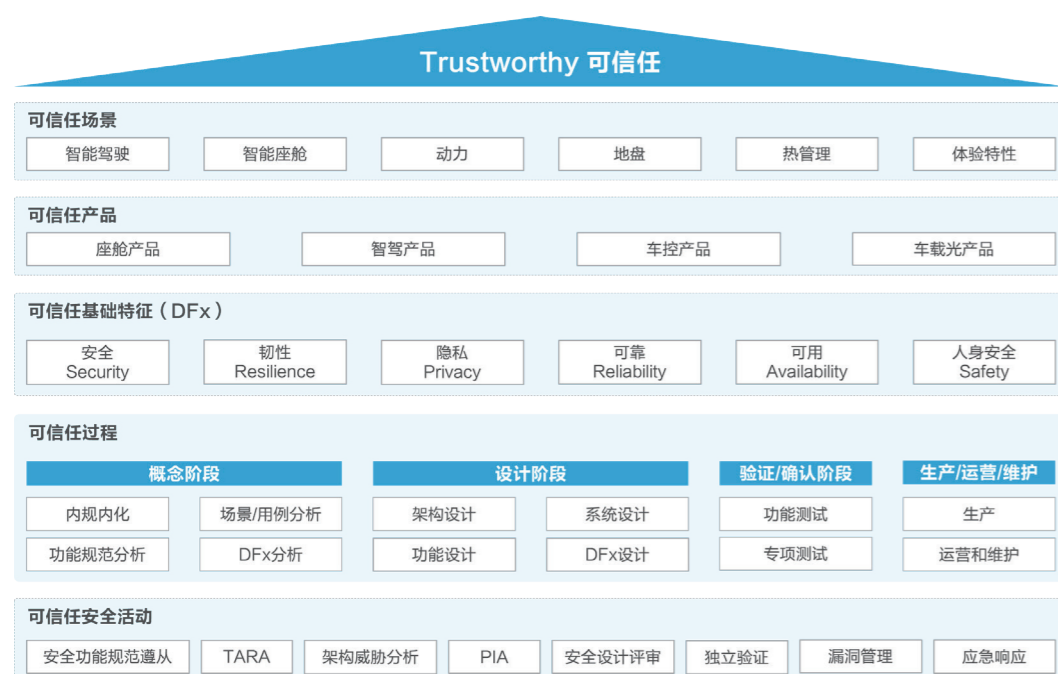 Trustworthy 可信任
可信任场景
智能驾驶 智能座舱 动力 地盘 热管理 体验特性
可信任产品
座舱产品 智驾产品 车控产品 车载光产品
可信任基础特征（DFx）
安全 韧性 隐私 可靠 可用 人身安全
Security Resilience Privacy Reliability Availability Safety
可信任过程
概念阶段 设计阶段 验证/确认阶段 生产/运营/维护
内规内化 场景/用例分析 架构设计 系统设计 功能测试 生产
功能规范分析 DFx分析 功能设计 DFx设计 专项测试 运营和维护
可信任安全活动
安全功能规范遵从 TARA 架构威胁分析 PIA 安全设计评审 独立验证 漏洞管理 应急响应